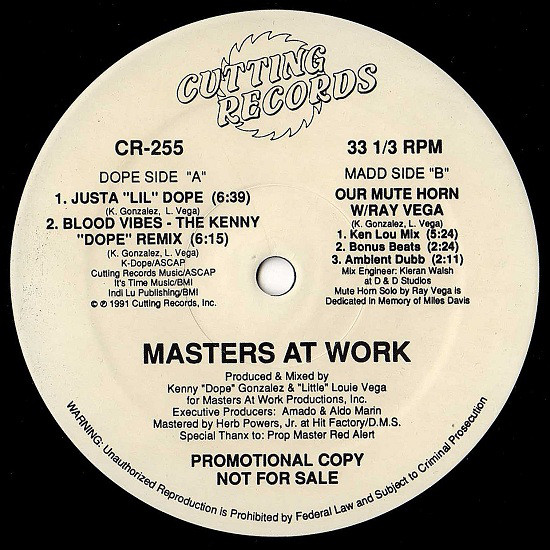 CUTTING
RECORDS
CR-255
DOPE SIDE "A"
1. JUSTA "LIL" DOPE (6:39)
(K. Gonzalez, L. Vega)
2. BLOOD VIBES - THE KENNY
"DOPE" REMIX (6:15)
(K. Gonzalez, L. Vega)
K-Dope/ASCAP
Cutting Records Music/ASCAP
It's Time Music/BMI
Indi Lu Publishing/BMI
© ℗ 1991 Cutting Records, Inc.
33 1/3 RPM
MADD SIDE "B"
OUR MUTE HORN
W/RAY VEGA
(K. Gonzalez, L. Vega)
1. Ken Lou Mix (5:24)
2. Bonus Beats (2:24)
3. Ambient Dubb (2:11)
Mix Engineer: Kieran Walsh
at D & D Studios
Mute Horn Solo by Ray Vega is
Dedicated in Memory of Miles Davis
MASTERS AT WORK
Produced & Mixed by
Kenny "Dope" Gonzalez & "Little" Louie Vega
for Masters At Work Productions, Inc.
Executive Producers: Amado & Aldo Marin
Mastered by Herb Powers, Jr. at Hit Factory/D.M.S.
Special Thanx to: Prop Master Red Alert
PROMOTIONAL COPY
NOT FOR SALE
WARNING: Unauthorized Reproduction is Prohibited by Federal Law and Subject to Criminal Prosecution